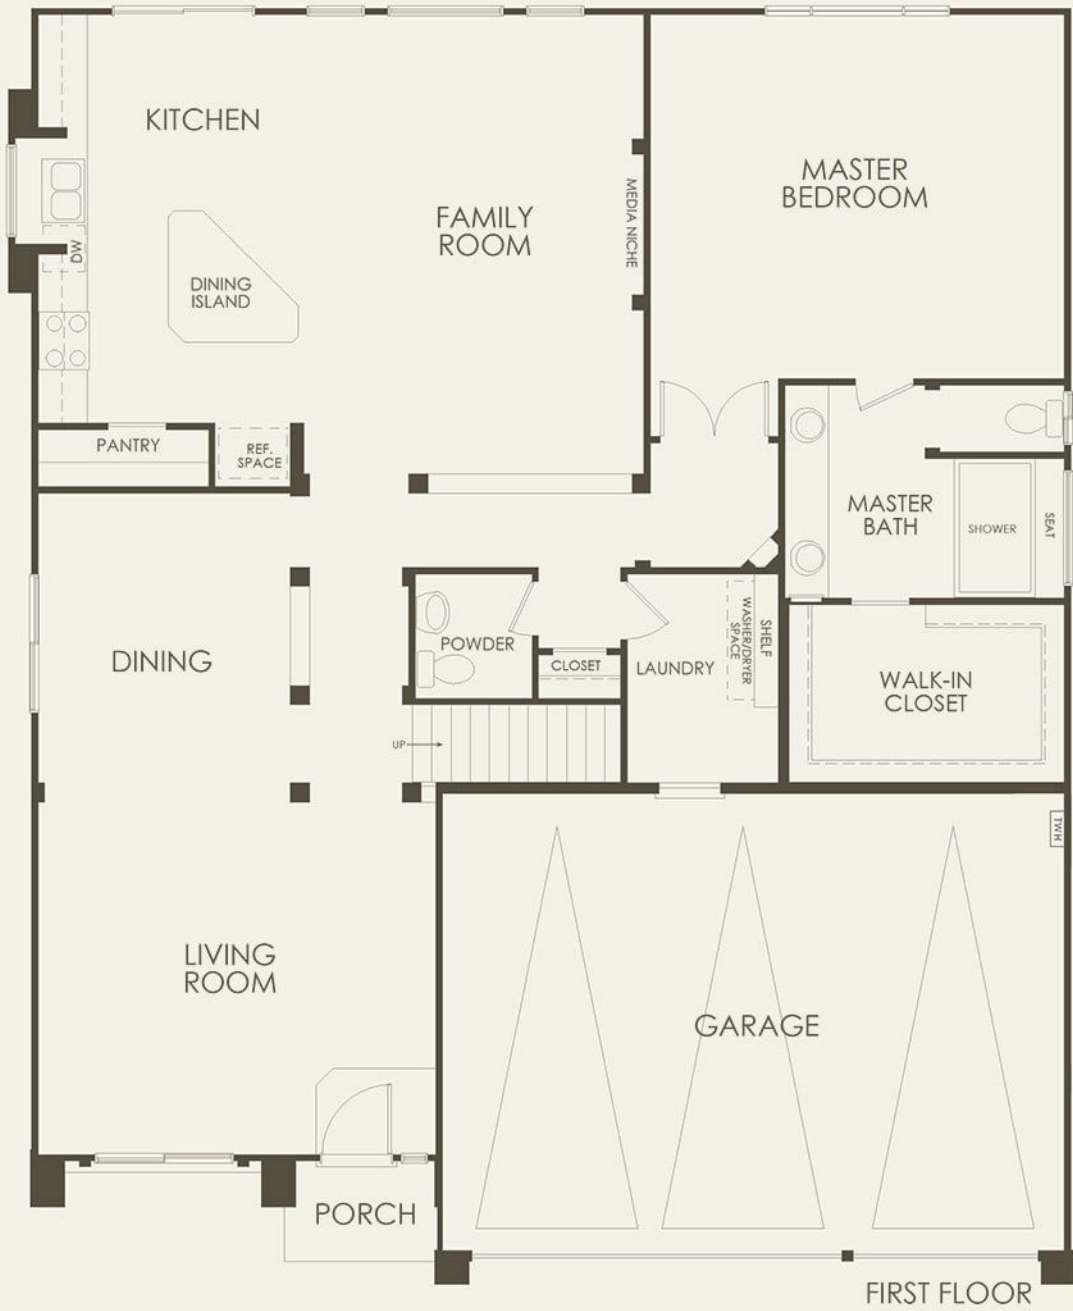 KITCHEN
MASTER
BEDROOM
FAMILY
ROOM
MEDIA NICHE
DW
DINING
ISLAND
PANTRY
REF.
SPACE
MASTER
BATH
SHOWER
SEAT
DINING
POWDER
CLOSET
LAUNDRY
WASHER/DRYER
SPACE
SHELF
WALK-IN
CLOSET
UP
TWH
LIVING
ROOM
GARAGE
PORCH
FIRST FLOOR